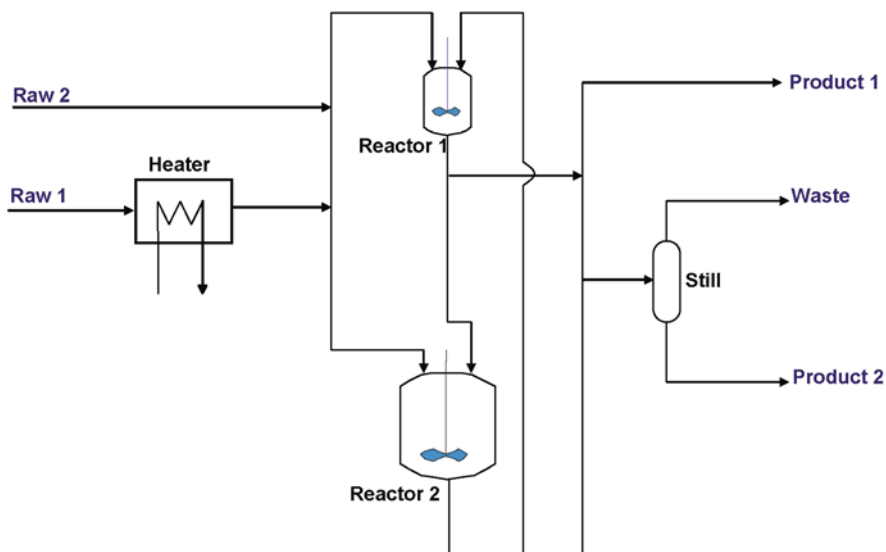 Raw 2
Product 1
Reactor 1
Heater
Raw 1
Waste
Still
Product 2
Reactor 2